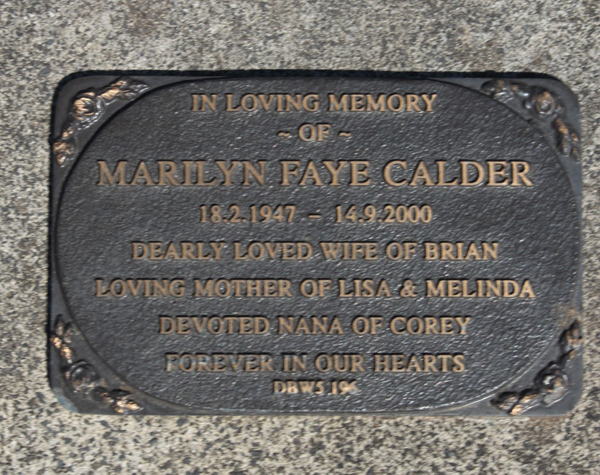 IN LOVING MEMORY
~ OF ~
MARILYN FAYE CALDER
18.2.1947 – 14.9.2000
DEARLY LOVED WIFE OF BRIAN
LOVING MOTHER OF LISA & MELINDA
DEVOTED NANA OF COREY
FOREVER IN OUR HEARTS
DBW5 196